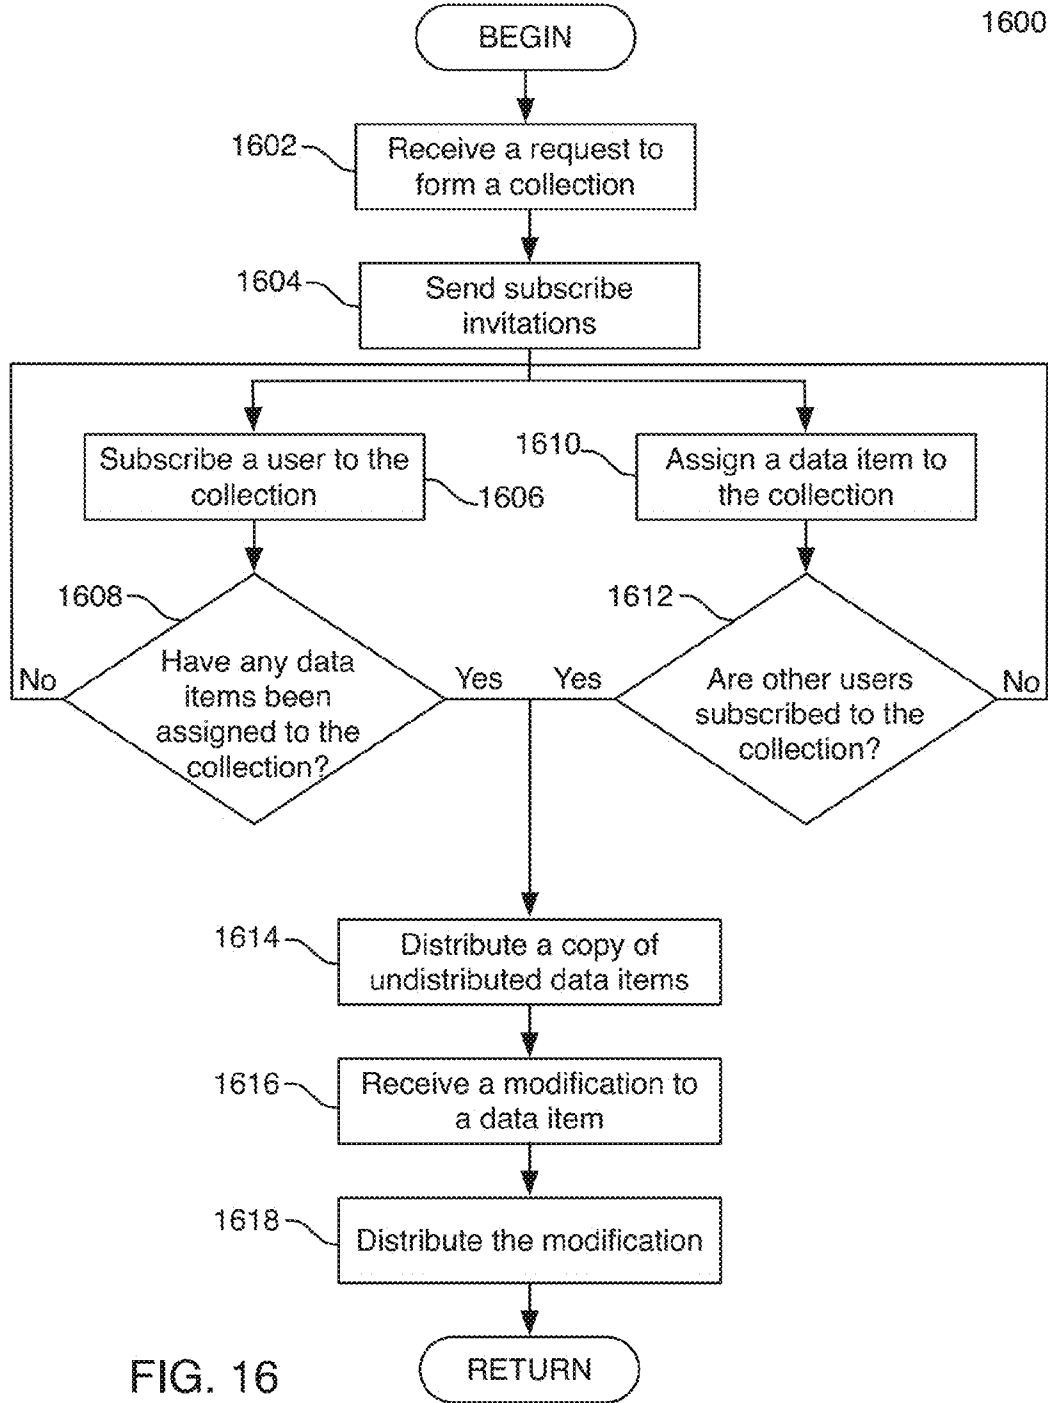 BEGIN
1600
1602
Receive a request to
form a collection
1604
Send subscribe
invitations
Subscribe a user to the
collection
1606
1610
Assign a data item to
the collection
1608
Have any data
items been
assigned to the
collection?
No
Yes
1612
Are other users
subscribed to the
collection?
Yes
No
1614
Distribute a copy of
undistributed data items
1616
Receive a modification to
a data item
1618
Distribute the modification
RETURN
FIG. 16